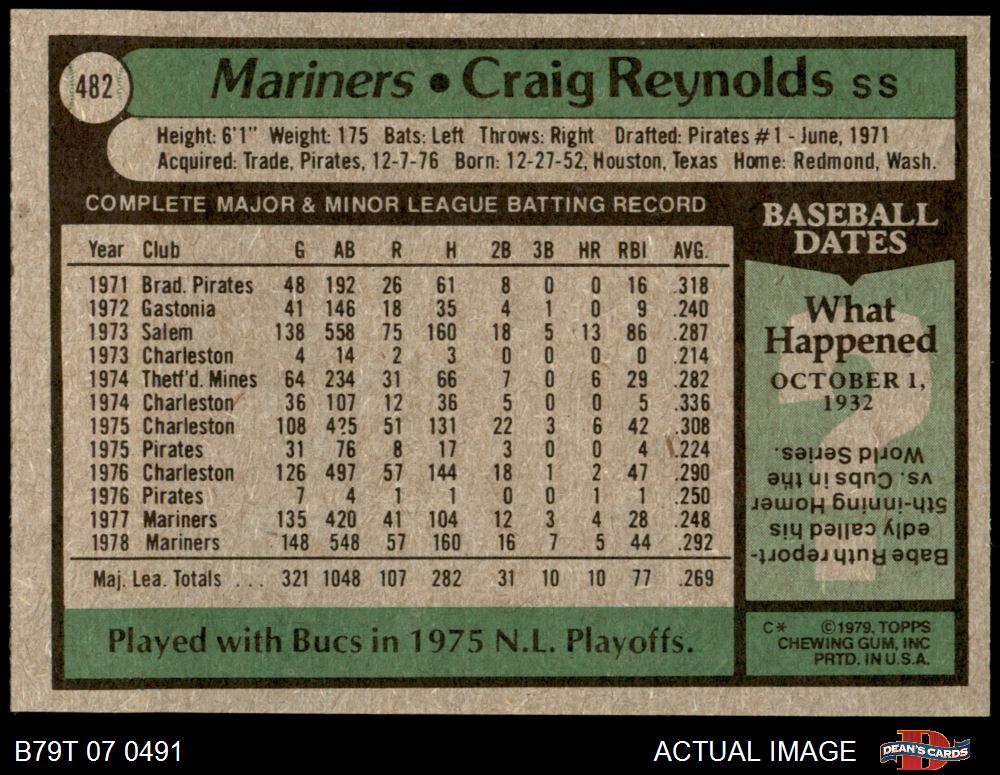 482
Mariners • Craig Reynolds SS
Height: 6'1" Weight: 175 Bats: Left Throws: Right Drafted: Pirates #1 - June, 1971
Acquired: Trade, Pirates, 12-7-76 Born: 12-27-52, Houston, Texas Home: Redmond, Wash.
COMPLETE MAJOR & MINOR LEAGUE BATTING RECORD
Year Club G AB R H 2B 3B HR RBI AVG.
1971 Brad. Pirates 48 192 26 61 8 0 0 16 .318
1972 Gastonia 41 146 18 35 4 1 0 9 .240
1973 Salem 138 558 75 160 18 5 13 86 .287
1973 Charleston 4 14 2 3 0 0 0 0 .214
1974 Thetf'd. Mines 64 234 31 66 7 0 6 29 .282
1974 Charleston 36 107 12 36 5 0 0 5 .336
1975 Charleston 108 425 51 131 22 3 6 42 .308
1975 Pirates 31 76 8 17 3 0 0 4 .224
1976 Charleston 126 497 57 144 18 1 2 47 .290
1976 Pirates 7 4 1 1 0 0 1 1 .250
1977 Mariners 135 420 41 104 12 3 4 28 .248
1978 Mariners 148 548 57 160 16 7 5 44 .292
Maj. Lea. Totals . . . 321 1048 107 282 31 10 10 77 .269
Played with Bucs in 1975 N.L. Playoffs.
BASEBALL
DATES
What
Happened
OCTOBER 1,
1932
?
Babe Ruth report-
edly called his
5th-inning Homer
vs. Cubs in the
World Series.
C* ©1979, TOPPS
CHEWING GUM, INC
PRTD. IN U.S.A.
B79T 07 0491
ACTUAL IMAGE
D
DEAN'S CARDS